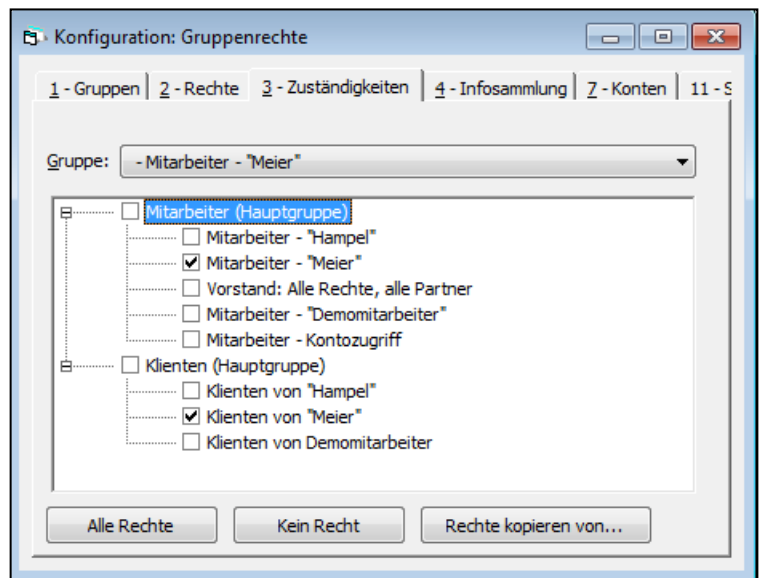 Konfiguration: Gruppenrechte
1 - Gruppen 2 - Rechte 3 - Zuständigkeiten 4 - Infosammlung 7 - Konten 11 - S
Gruppe: - Mitarbeiter - "Meier"
Mitarbeiter (Hauptgruppe)
Mitarbeiter - "Hampel"
Mitarbeiter - "Meier"
Vorstand: Alle Rechte, alle Partner
Mitarbeiter - "Demomitarbeiter"
Mitarbeiter - Kontozugriff
Klienten (Hauptgruppe)
Klienten von "Hampel"
Klienten von "Meier"
Klienten von Demomitarbeiter
Alle Rechte Kein Recht Rechte kopieren von...